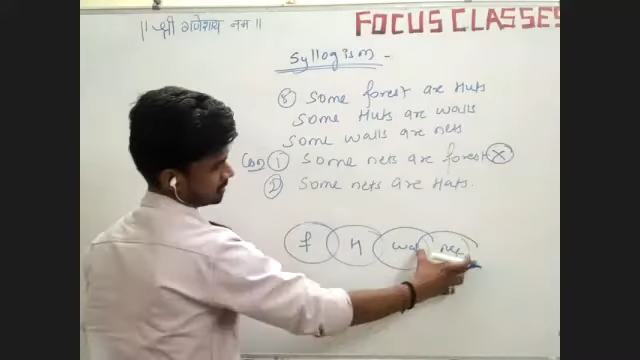 || श्री गणेशाय नमः ||
FOCUS CLASSES
Syllogism -
⑧ Some forest are Huts
Some Huts are walls
Some walls are nets
Con ① Some nets are forest ⓧ
② Some nets are Huts.
f H wall net